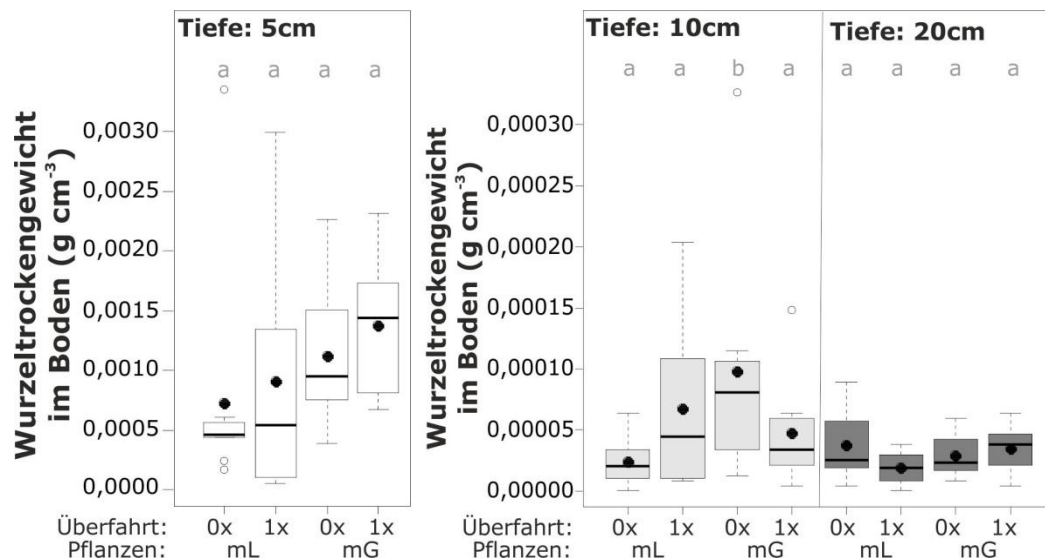 Tiefe: 5cm
a a a a
Wurzeltrockengewicht
im Boden (g cm⁻³)
0,0030
0,0025
0,0020
0,0015
0,0010
0,0005
0,0000
Überfahrt: 0x 1x 0x 1x
Pflanzen: mL mG
Tiefe: 10cm Tiefe: 20cm
a a b a a a a a
Wurzeltrockengewicht
im Boden (g cm⁻³)
0,00030
0,00025
0,00020
0,00015
0,00010
0,00005
0,00000
Überfahrt: 0x 1x 0x 1x 0x 1x 0x 1x
Pflanzen: mL mG mL mG